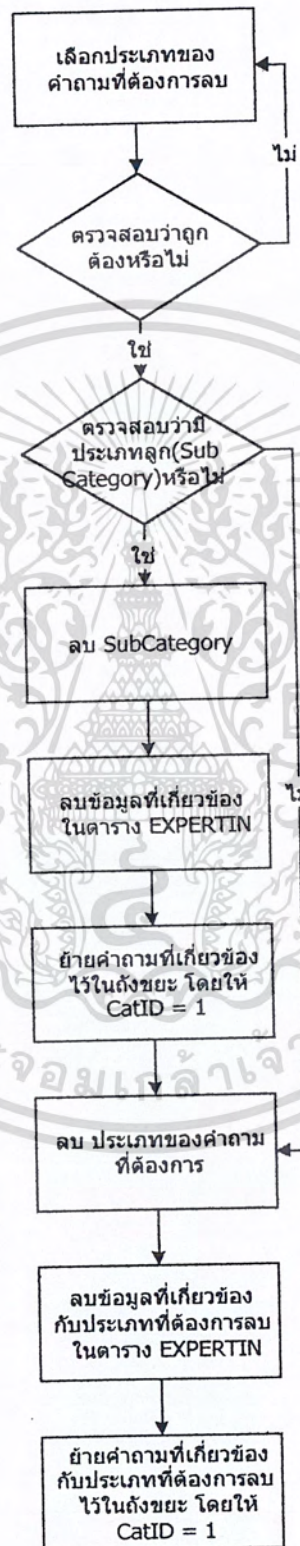 เลือกประเภทของ
คำถามที่ต้องการลบ
ไม่
ตรวจสอบว่าถูก
ต้องหรือไม่
ใช่
ตรวจสอบว่ามี
ประเภทลูก(Sub
Category)หรือไม่
ใช่
ลบ SubCategory
ลบข้อมูลที่เกี่ยวข้อง
ในตาราง EXPERTIN
ไม่
ย้ายคำถามที่เกี่ยวข้อง
ไว้ในถังขยะ โดยให้
CatID = 1
ลบ ประเภทของคำถาม
ที่ต้องการ
ลบข้อมูลที่เกี่ยวข้อง
กับประเภทที่ต้องการลบ
ในตาราง EXPERTIN
ย้ายคำถามที่เกี่ยวข้อง
กับประเภทที่ต้องการลบ
ไว้ในถังขยะ โดยให้
CatID = 1